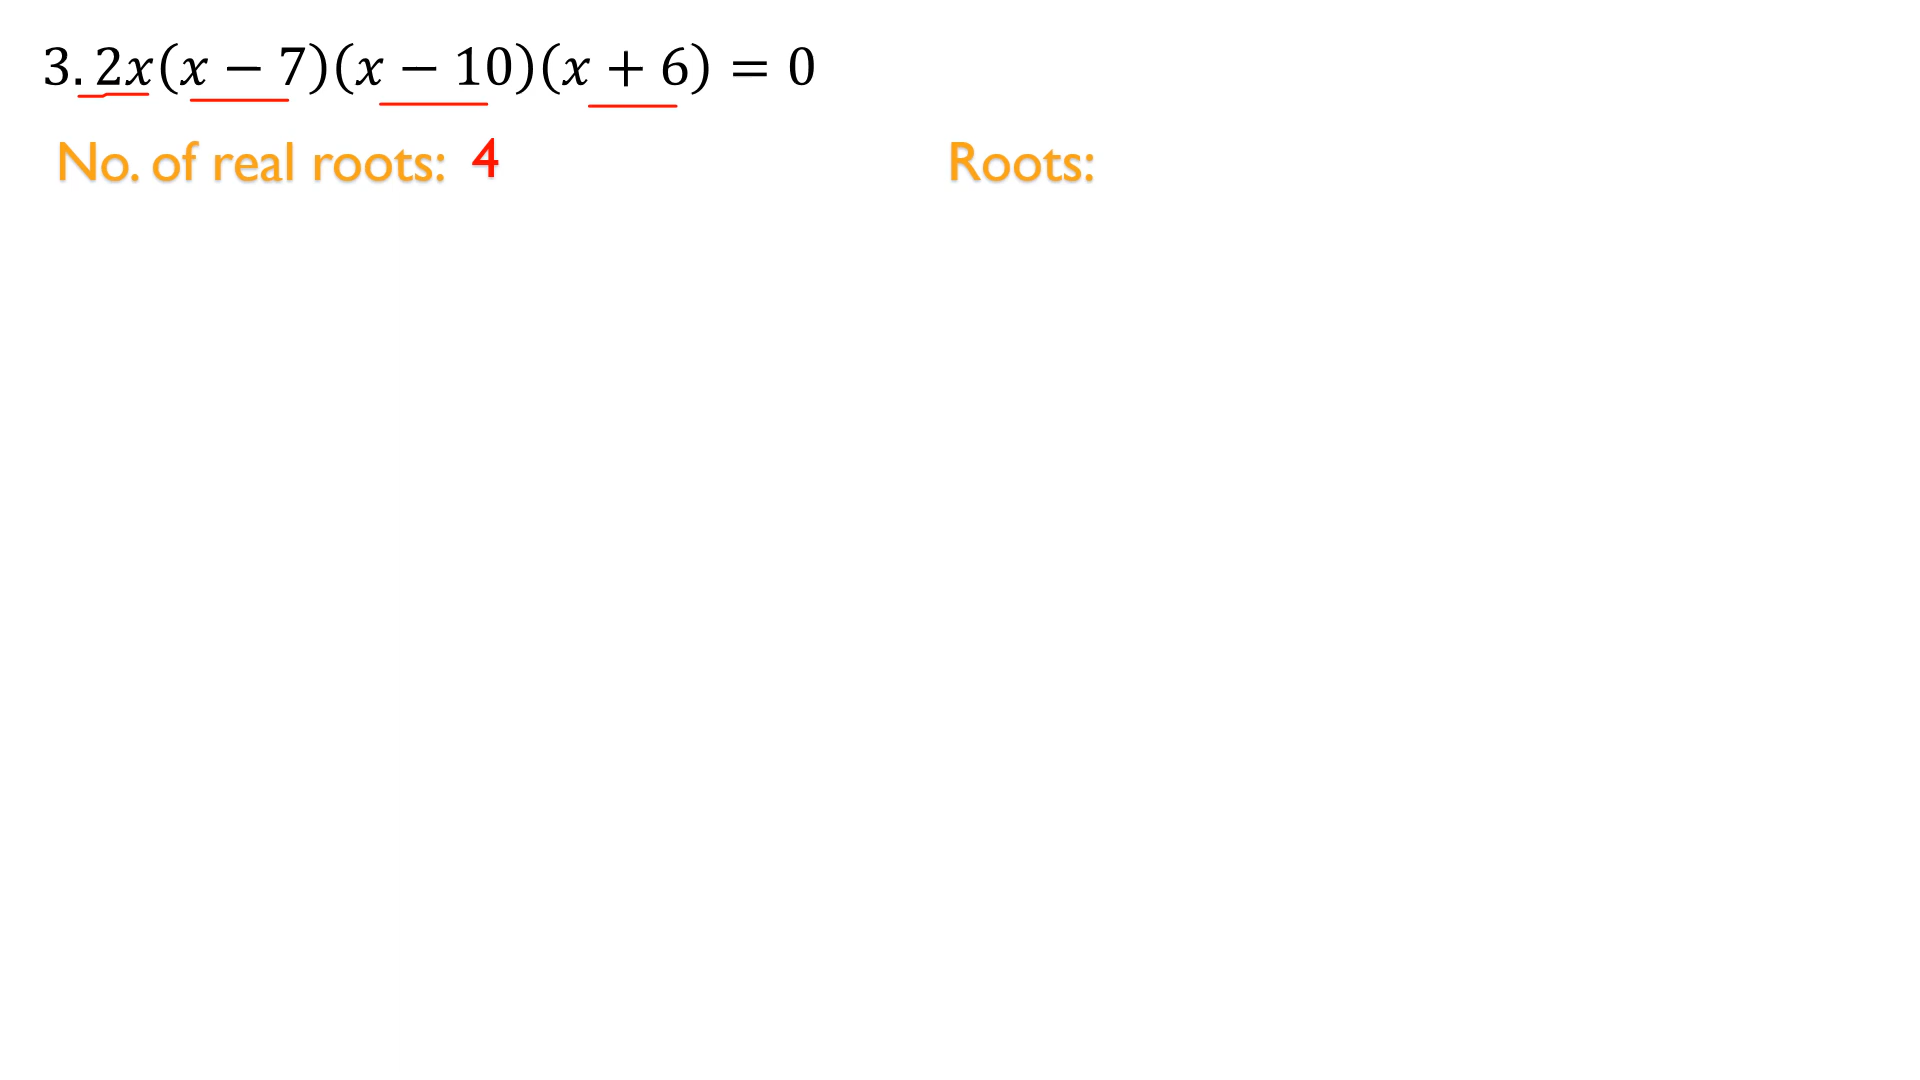 3. 2x(x − 7)(x − 10)(x + 6) = 0
No. of real roots: 4
Roots: